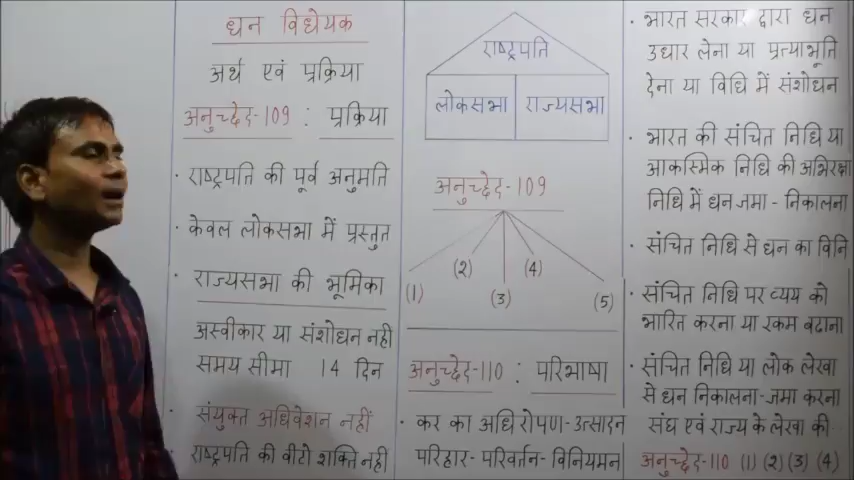 धन विधेयक
अर्थ एवं प्रक्रिया
अनुच्छेद-109 : प्रक्रिया
· राष्ट्रपति की पूर्व अनुमति
· केवल लोकसभा में प्रस्तुत
· राज्यसभा की भूमिका
अस्वीकार या संशोधन नहीं
समय सीमा 14 दिन
· संयुक्त अधिवेशन नहीं
· राष्ट्रपति की वीटो शक्ति नहीं
राष्ट्रपति
लोकसभा राज्यसभा
अनुच्छेद-109
(1) (2) (3) (4) (5)
अनुच्छेद-110 : परिभाषा
· कर का अधिरोपण-उत्सादन
परिहार-परिवर्तन-विनियमन
· भारत सरकार द्वारा धन
उधार लेना या प्रत्याभूति
देना या विधि में संशोधन
· भारत की संचित निधि या
आकस्मिक निधि की अभिरक्षा
निधि में धन जमा-निकालना
· संचित निधि से धन का विनि
· संचित निधि पर व्यय को
भारित करना या रकम बढाना
· संचित निधि या लोक लेखा
से धन निकालना-जमा करना
संघ एवं राज्य के लेखा की
अनुच्छेद-110 (1) (2) (3) (4)